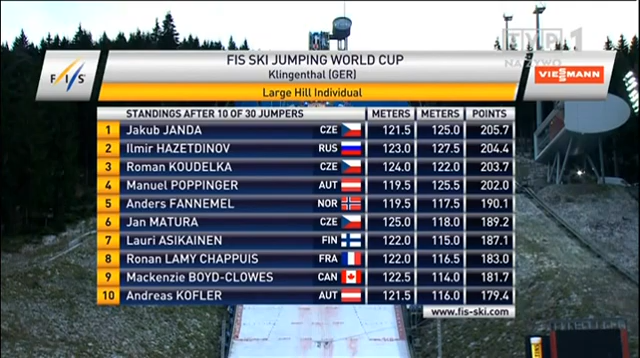 TVP 1
NA ŻYWO
FIS
FIS SKI JUMPING WORLD CUP
Klingenthal (GER)
Large Hill Individual
VIESMANN
STANDINGS AFTER 10 OF 30 JUMPERS METERS METERS POINTS
1 Jakub JANDA CZE 121.5 125.0 205.7
2 Ilmir HAZETDINOV RUS 123.0 127.5 204.4
3 Roman KOUDELKA CZE 124.0 122.0 203.7
4 Manuel POPPINGER AUT 119.5 125.5 202.0
5 Anders FANNEMEL NOR 119.5 117.5 190.1
6 Jan MATURA CZE 125.0 118.0 189.2
7 Lauri ASIKAINEN FIN 122.0 115.0 187.1
8 Ronan LAMY CHAPPUIS FRA 122.0 116.5 183.0
9 Mackenzie BOYD-CLOWES CAN 122.5 114.0 181.7
10 Andreas KOFLER AUT 121.5 116.0 179.4
www.fis-ski.com